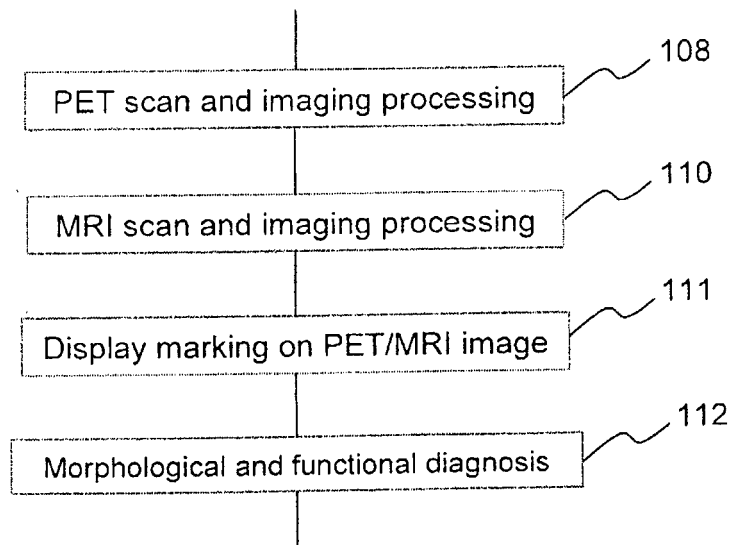 108
PET scan and imaging processing
110
MRI scan and imaging processing
111
Display marking on PET/MRI image
112
Morphological and functional diagnosis